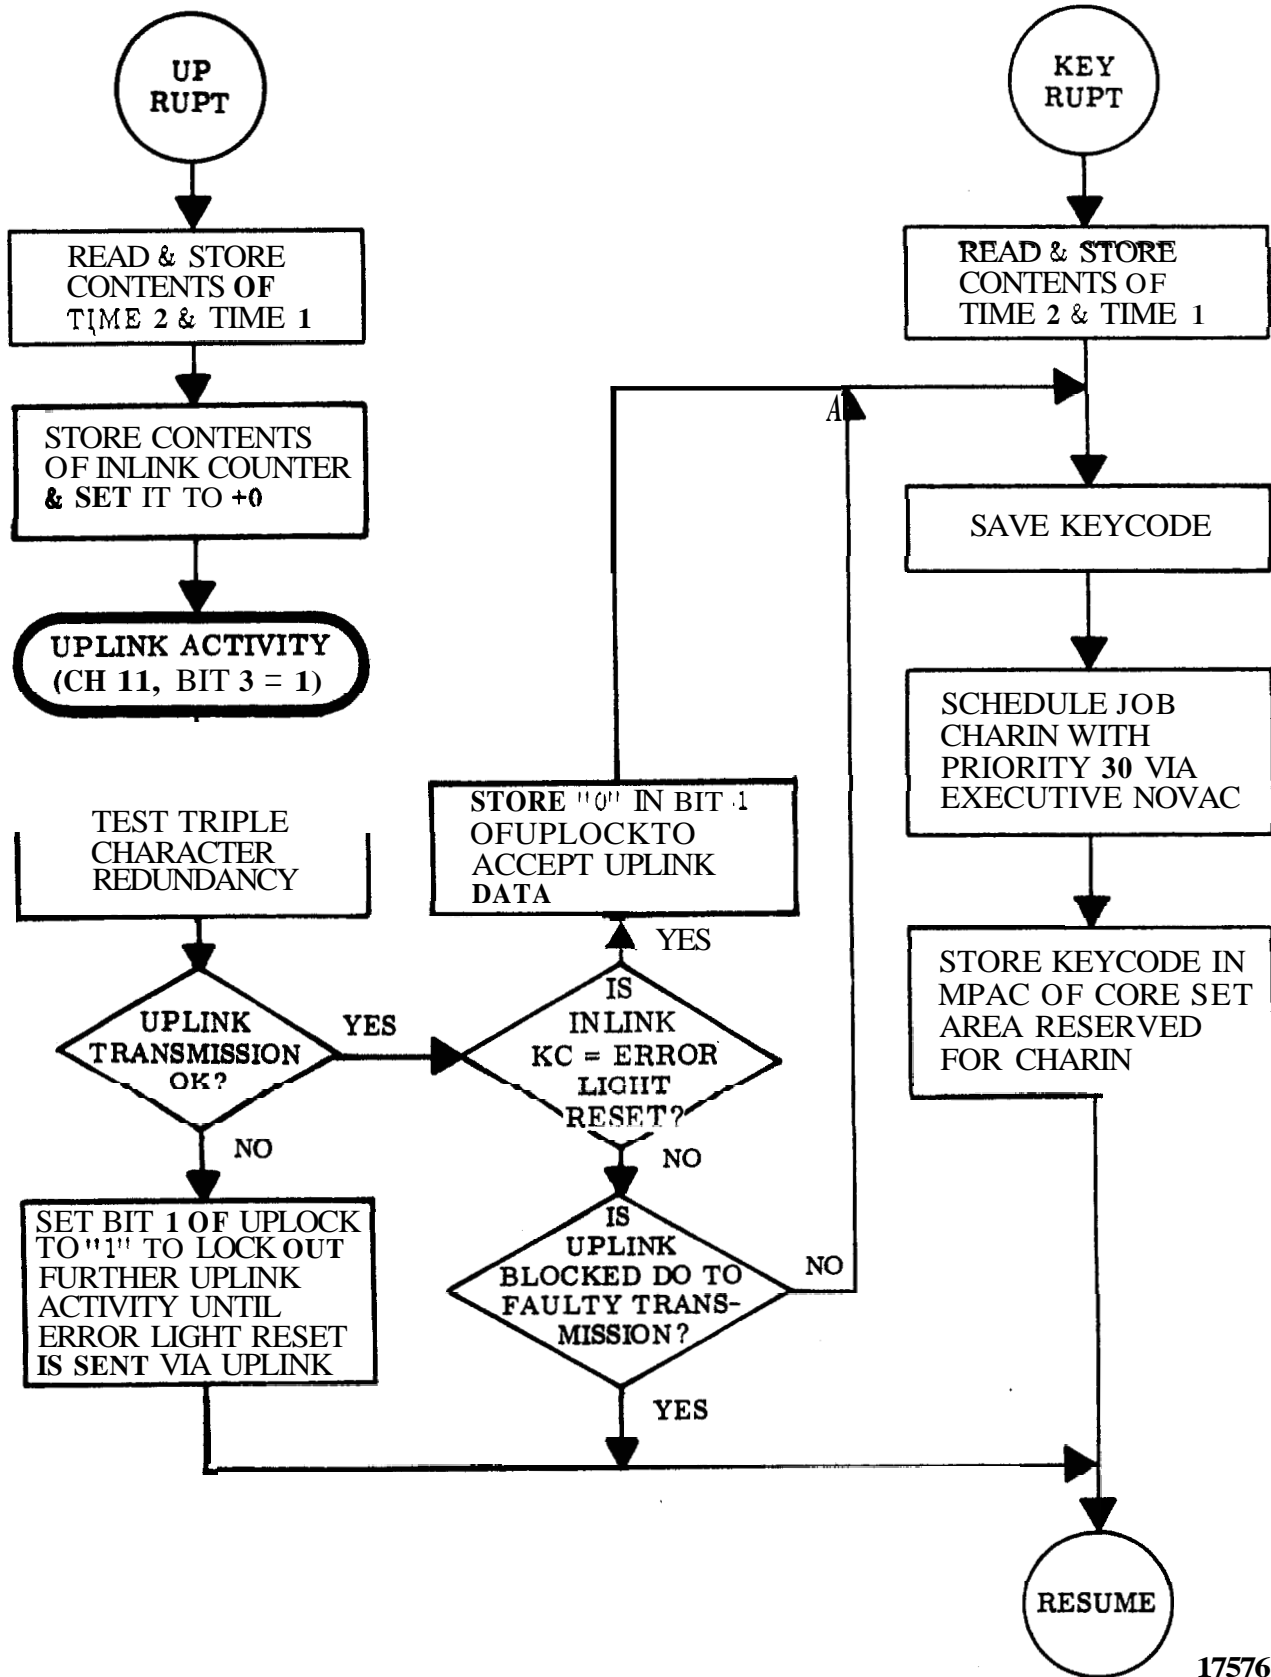 UP
RUPT
READ & STORE
CONTENTS OF
TIME 2 & TIME 1
STORE CONTENTS
OF INLINK COUNTER
& SET IT TO +0
UPLINK ACTIVITY
(CH 11, BIT 3 = 1)
TEST TRIPLE
CHARACTER
REDUNDANCY
UPLINK
TRANSMISSION
OK?
YES
NO
SET BIT 1 OF UPLOCK
TO "1" TO LOCK OUT
FURTHER UPLINK
ACTIVITY UNTIL
ERROR LIGHT RESET
IS SENT VIA UPLINK
A
STORE "0" IN BIT 1
OFUPLOCKTO
ACCEPT UPLINK
DATA
YES
IS
INLINK
KC = ERROR
LIGHT
RESET?
NO
IS
UPLINK
BLOCKED DO TO
FAULTY TRANS-
MISSION?
NO
YES
KEY
RUPT
READ & STORE
CONTENTS OF
TIME 2 & TIME 1
SAVE KEYCODE
SCHEDULE JOB
CHARIN WITH
PRIORITY 30 VIA
EXECUTIVE NOVAC
STORE KEYCODE IN
MPAC OF CORE SET
AREA RESERVED
FOR CHARIN
RESUME
17576